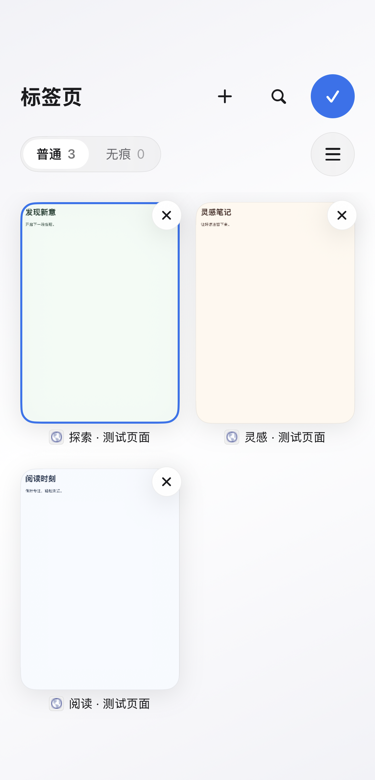 标签页
普通 3
无痕 0
发现新意
灵感笔记
探索 · 测试页面
灵感 · 测试页面
阅读时刻
阅读 · 测试页面